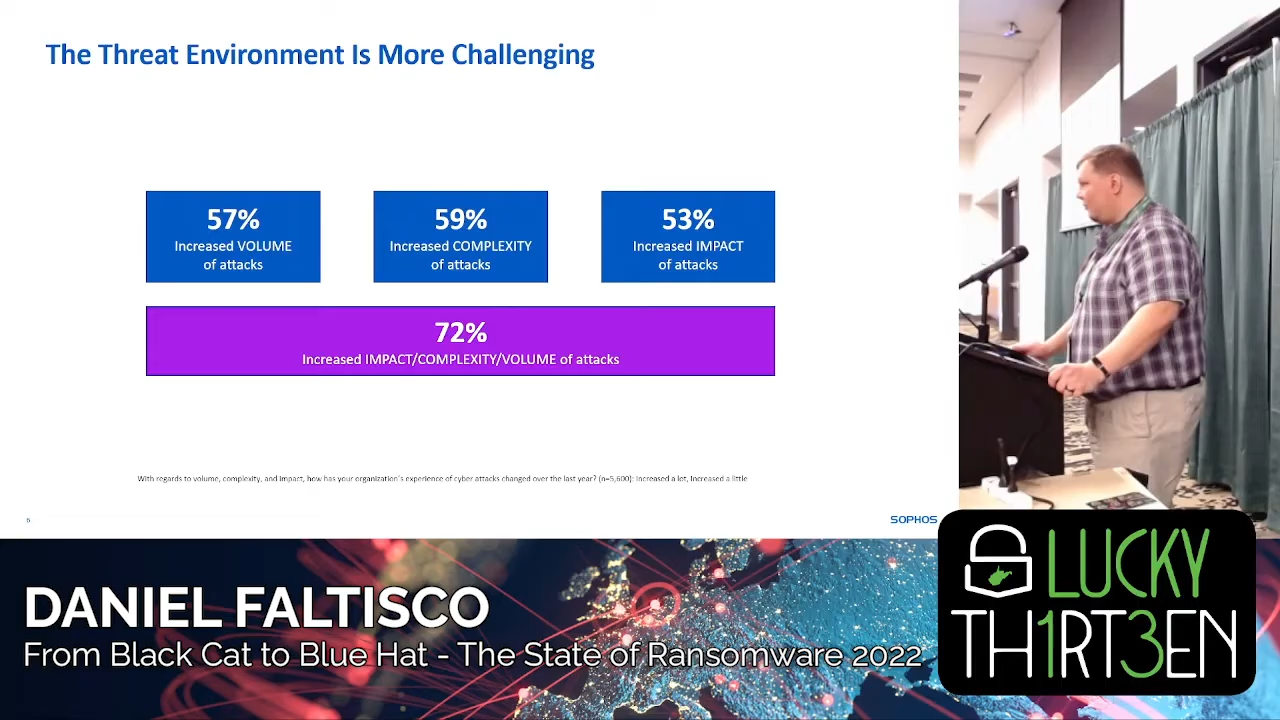 The Threat Environment Is More Challenging
57%
Increased VOLUME
of attacks
59%
Increased COMPLEXITY
of attacks
53%
Increased IMPACT
of attacks
72%
Increased IMPACT/COMPLEXITY/VOLUME of attacks
With regards to volume, complexity, and impact, how has your organization's experience of cyber attacks changed over the last year? (n=5,600): Increased a lot, Increased a little
6
SOPHOS
DANIEL FALTISCO
From Black Cat to Blue Hat - The State of Ransomware 2022
LUCKY
TH1RT3EN